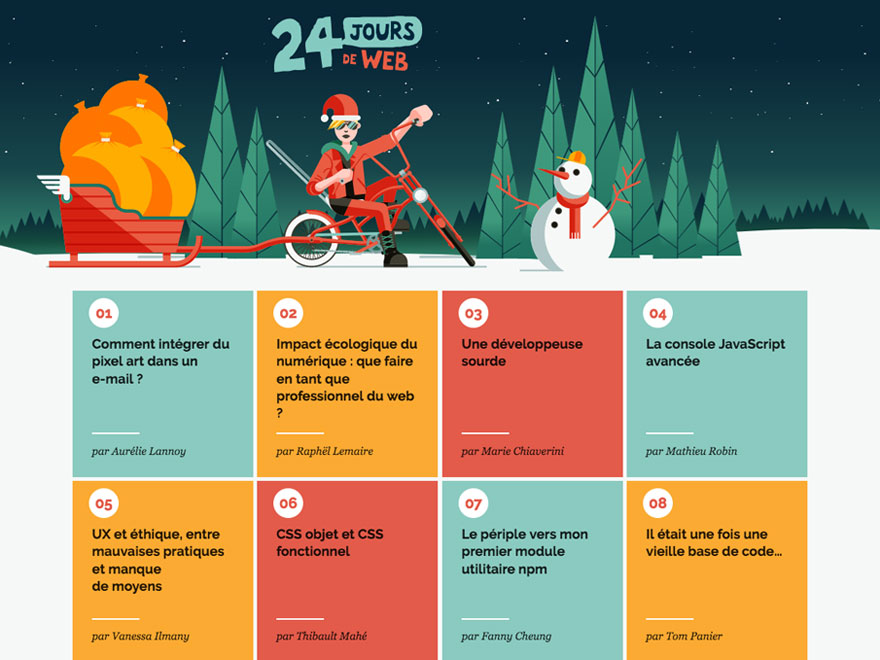 24 JOURS
DE WEB
01
Comment intégrer du
pixel art dans un
e-mail ?
par Aurélie Lannoy
02
Impact écologique du
numérique : que faire
en tant que
professionnel du web
?
par Raphël Lemaire
03
Une développeuse
sourde
par Marie Chiaverini
04
La console JavaScript
avancée
par Mathieu Robin
05
UX et éthique, entre
mauvaises pratiques
et manque
de moyens
par Vanessa Ilmany
06
CSS objet et CSS
fonctionnel
par Thibault Mahé
07
Le périple vers mon
premier module
utilitaire npm
par Fanny Cheung
08
Il était une fois une
vieille base de code...
par Tom Panier